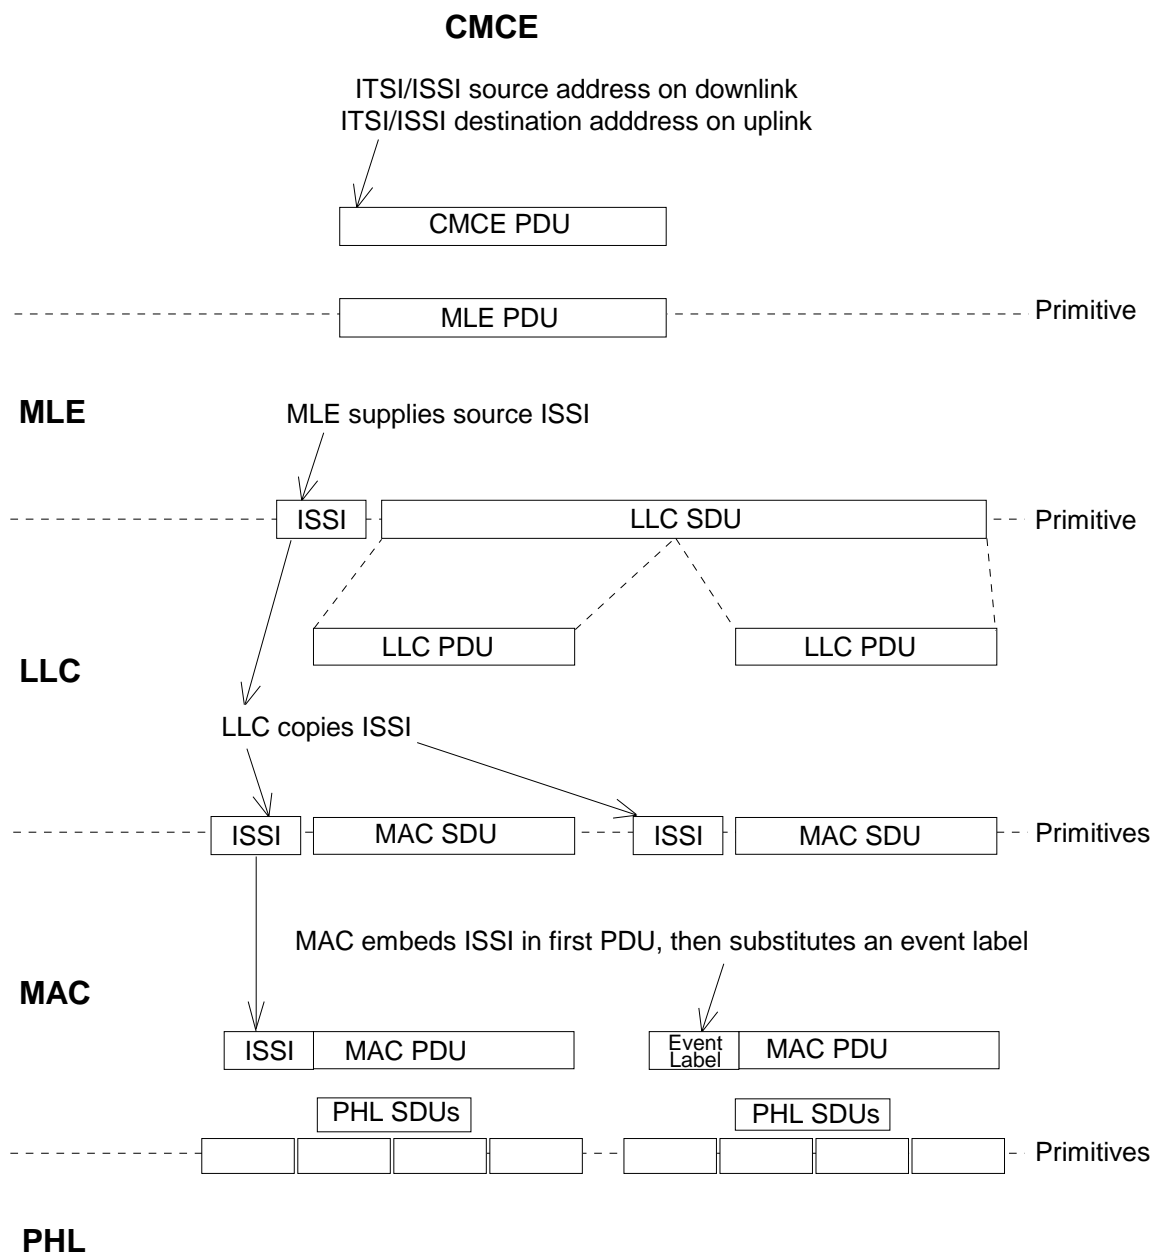 CMCE
ITSI/ISSI source address on downlink
ITSI/ISSI destination adddress on uplink
CMCE PDU
MLE PDU
Primitive
MLE
MLE supplies source ISSI
ISSI
LLC SDU
Primitive
LLC PDU
LLC PDU
LLC
LLC copies ISSI
ISSI
MAC SDU
ISSI
MAC SDU
Primitives
MAC embeds ISSI in first PDU, then substitutes an event label
MAC
ISSI
MAC PDU
Event
Label
MAC PDU
PHL SDUs
PHL SDUs
Primitives
PHL